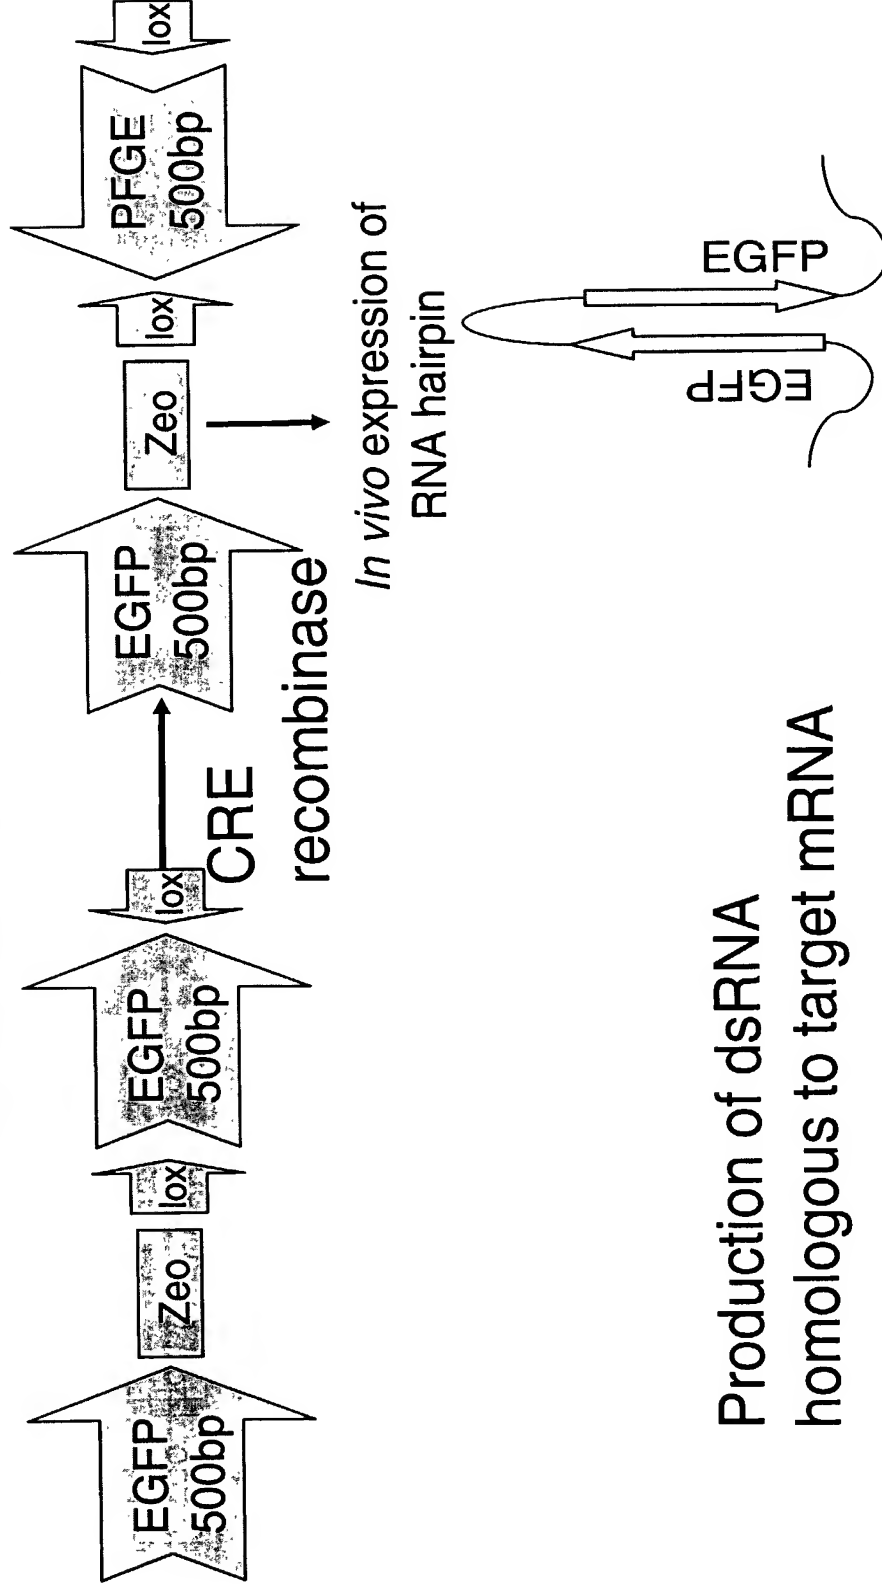 EGFP
500bp
Zeo
lox
EGFP
500bp
lox
CRE
recombinase
EGFP
500bp
Zeo
lox
PFGE
500bp
lox
In vivo expression of
RNA hairpin
EGFP
EGFP
Production of dsRNA
homologous to target mRNA